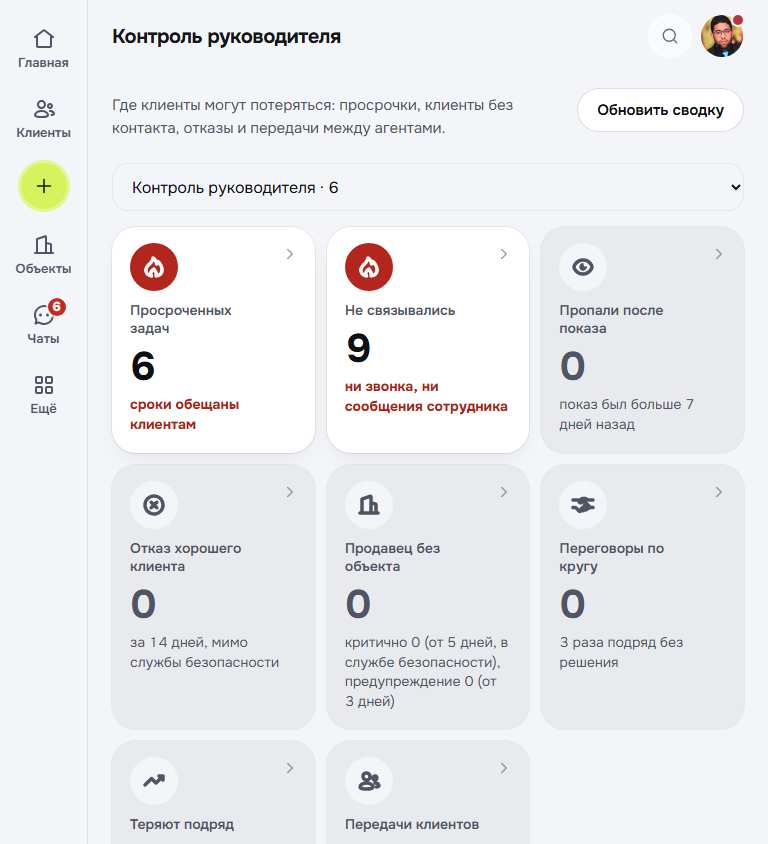 Контроль руководителя
Главная
Клиенты
Объекты
6
Чаты
Ещё
Где клиенты могут потеряться: просрочки, клиенты без
контакта, отказы и передачи между агентами.
Обновить сводку
Контроль руководителя · 6
Просроченных
задач
6
сроки обещаны
клиентам
Не связывались
9
ни звонка, ни
сообщения сотрудника
Пропали после
показа
0
показ был больше 7
дней назад
Отказ хорошего
клиента
0
за 14 дней, мимо
службы безопасности
Продавец без
объекта
0
критично 0 (от 5 дней, в
службе безопасности),
предупреждение 0 (от
3 дней)
Переговоры по
кругу
0
3 раза подряд без
решения
Теряют подряд
Передачи клиентов